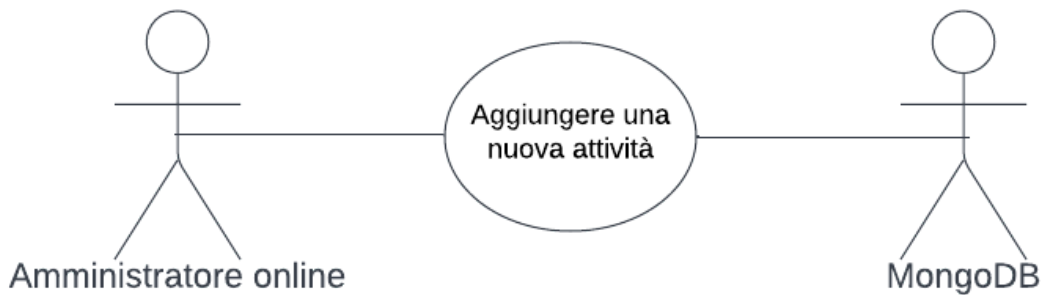 Aggiungere una
nuova attività
Amministratore online
MongoDB